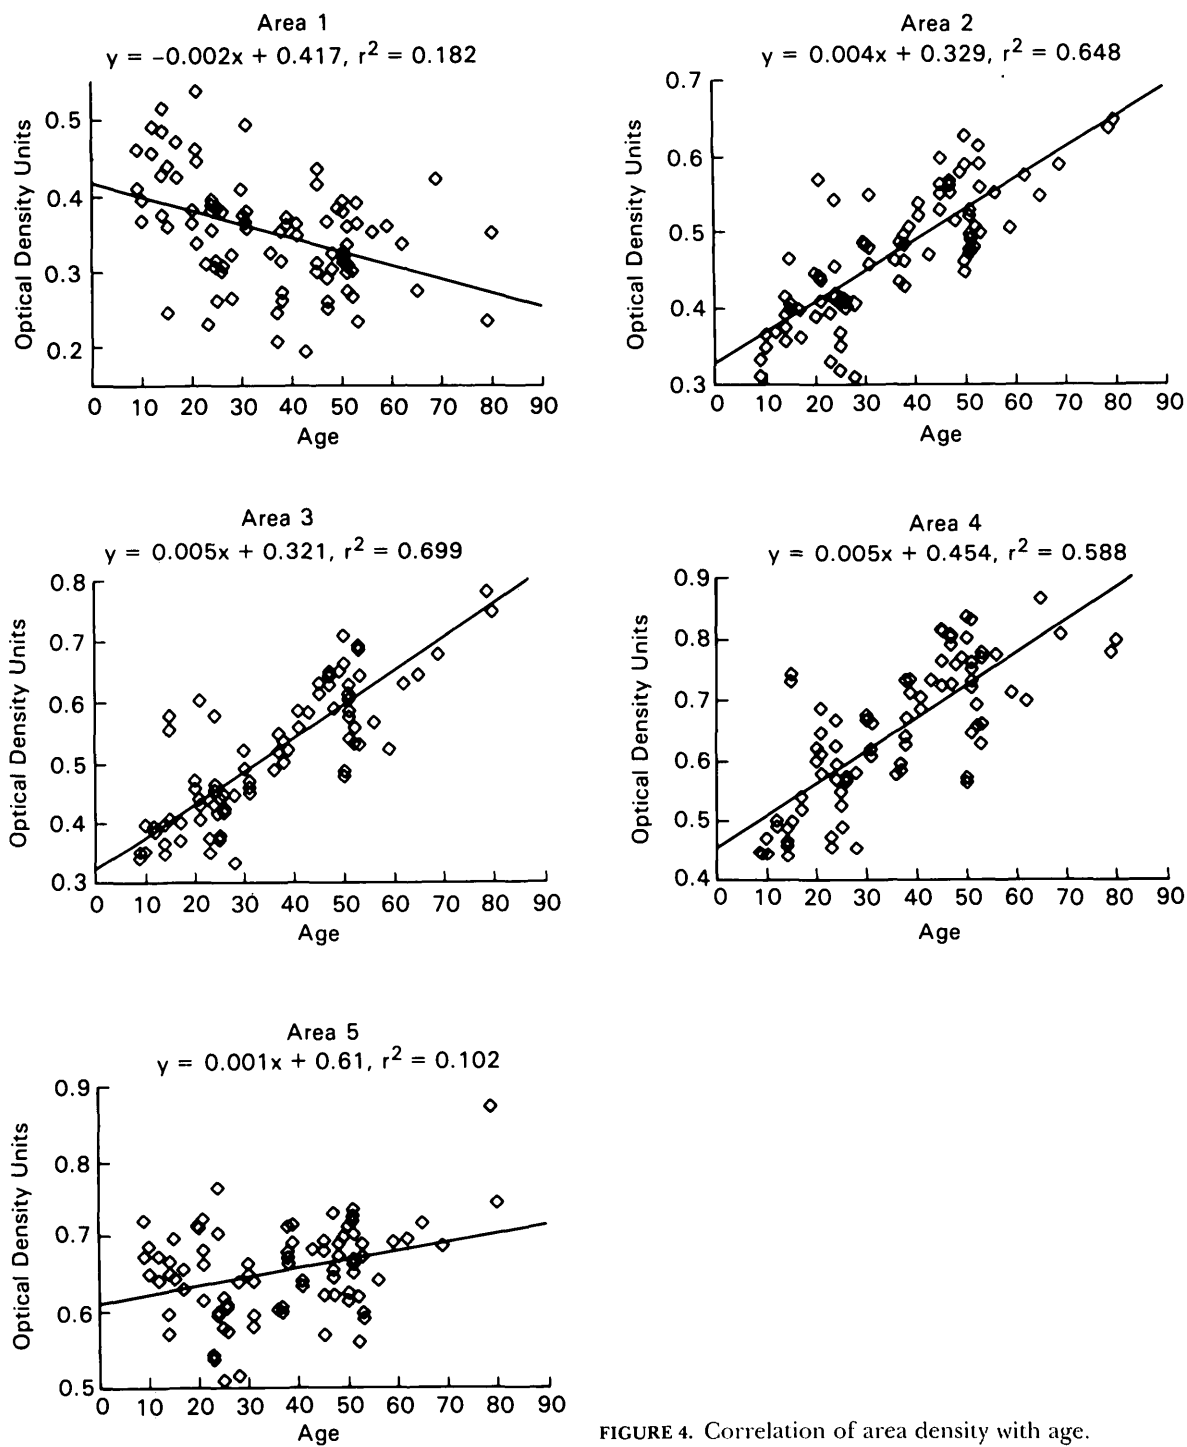 Area 1
y = -0.002x + 0.417, r² = 0.182
Optical Density Units
0.5
0.4
0.3
0.2
0 10 20 30 40 50 60 70 80 90
Age
Area 2
y = 0.004x + 0.329, r² = 0.648
Optical Density Units
0.7
0.6
0.5
0.4
0.3
0 10 20 30 40 50 60 70 80 90
Age
Area 3
y = 0.005x + 0.321, r² = 0.699
Optical Density Units
0.8
0.7
0.6
0.5
0.4
0.3
0 10 20 30 40 50 60 70 80 90
Age
Area 4
y = 0.005x + 0.454, r² = 0.588
Optical Density Units
0.9
0.8
0.7
0.6
0.5
0.4
0 10 20 30 40 50 60 70 80 90
Age
Area 5
y = 0.001x + 0.61, r² = 0.102
Optical Density Units
0.9
0.8
0.7
0.6
0.5
0 10 20 30 40 50 60 70 80 90
Age
FIGURE 4. Correlation of area density with age.